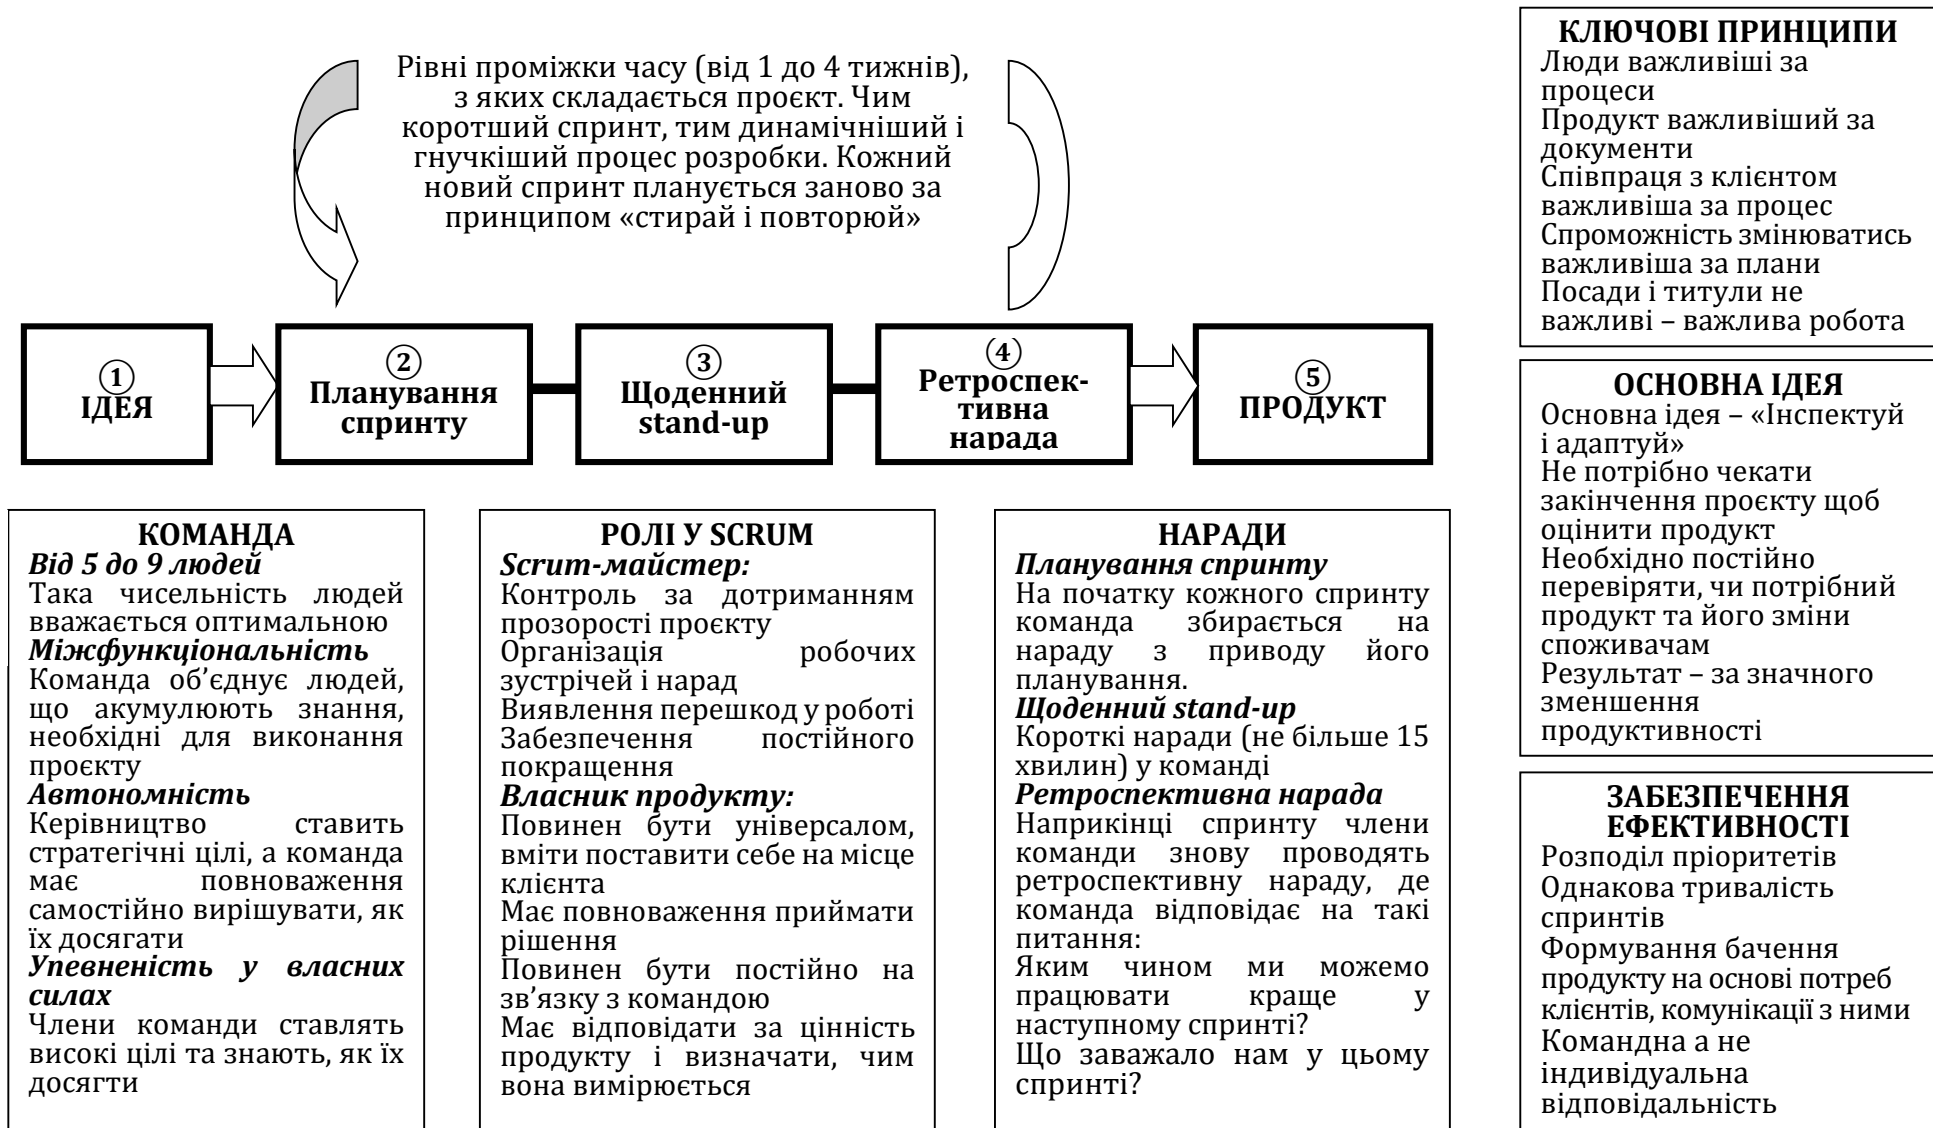 Рівні проміжки часу (від 1 до 4 тижнів),
з яких складається проєкт. Чим
коротший спринт, тим динамічніший і
гнучкіший процес розробки. Кожний
новий спринт планується заново за
принципом «стирай і повторюй»
①
ІДЕЯ
②
Планування
спринту
③
Щоденний
stand-up
④
Ретроспек-
тивна
нарада
⑤
ПРОДУКТ
КОМАНДА
Від 5 до 9 людей
Така чисельність людей
вважається оптимальною
Міжфункціональність
Команда об’єднує людей,
що акумулюють знання,
необхідні для виконання
проєкту
Автономність
Керівництво ставить
стратегічні цілі, а команда
має повноваження
самостійно вирішувати, як
їх досягати
Упевненість у власних
силах
Члени команди ставлять
високі цілі та знають, як їх
досягти
РОЛІ У SCRUM
Scrum-майстер:
Контроль за дотриманням
прозорості проєкту
Організація робочих
зустрічей і нарад
Виявлення перешкод у роботі
Забезпечення постійного
покращення
Власник продукту:
Повинен бути універсалом,
вміти поставити себе на місце
клієнта
Має повноваження приймати
рішення
Повинен бути постійно на
зв’язку з командою
Має відповідати за цінність
продукту і визначати, чим
вона вимірюється
НАРАДИ
Планування спринту
На початку кожного спринту
команда збирається на
нараду з приводу його
планування.
Щоденний stand-up
Короткі наради (не більше 15
хвилин) у команді
Ретроспективна нарада
Наприкінці спринту члени
команди знову проводять
ретроспективну нараду, де
команда відповідає на такі
питання:
Яким чином ми можемо
працювати краще у
наступному спринті?
Що заважало нам у цьому
спринті?
КЛЮЧОВІ ПРИНЦИПИ
Люди важливіші за
процеси
Продукт важливіший за
документи
Співпраця з клієнтом
важливіша за процес
Спроможність змінюватись
важливіша за плани
Посади і титули не
важливі – важлива робота
ОСНОВНА ІДЕЯ
Основна ідея – «Інспектуй
і адаптуй»
Не потрібно чекати
закінчення проєкту щоб
оцінити продукт
Необхідно постійно
перевіряти, чи потрібний
продукт та його зміни
споживачам
Результат – за значного
зменшення
продуктивності
ЗАБЕЗПЕЧЕННЯ
ЕФЕКТИВНОСТІ
Розподіл пріоритетів
Однакова тривалість
спринтів
Формування бачення
продукту на основі потреб
клієнтів, комунікації з ними
Командна а не
індивідуальна
відповідальність